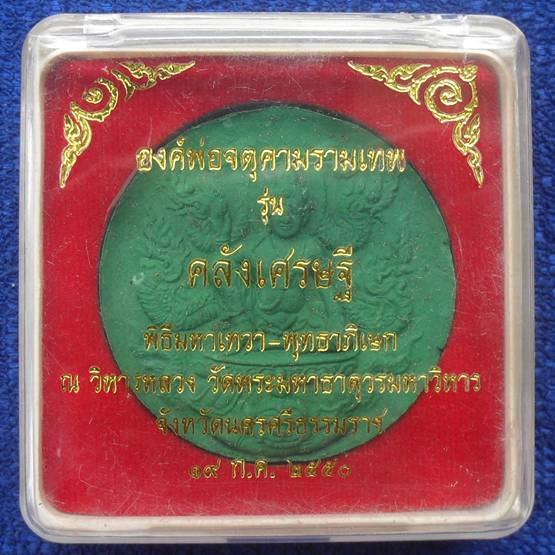 องค์พ่อจตุคามรามเทพ
รุ่น
คลังเศรษฐี
พิธีมหาเทวา-พุทธาภิเษก
ณ วิหารหลวง วัดพระมหาธาตุวรมหาวิหาร
จังหวัดนครศรีธรรมราช
๑๙ ก.ค. ๒๕๕๐